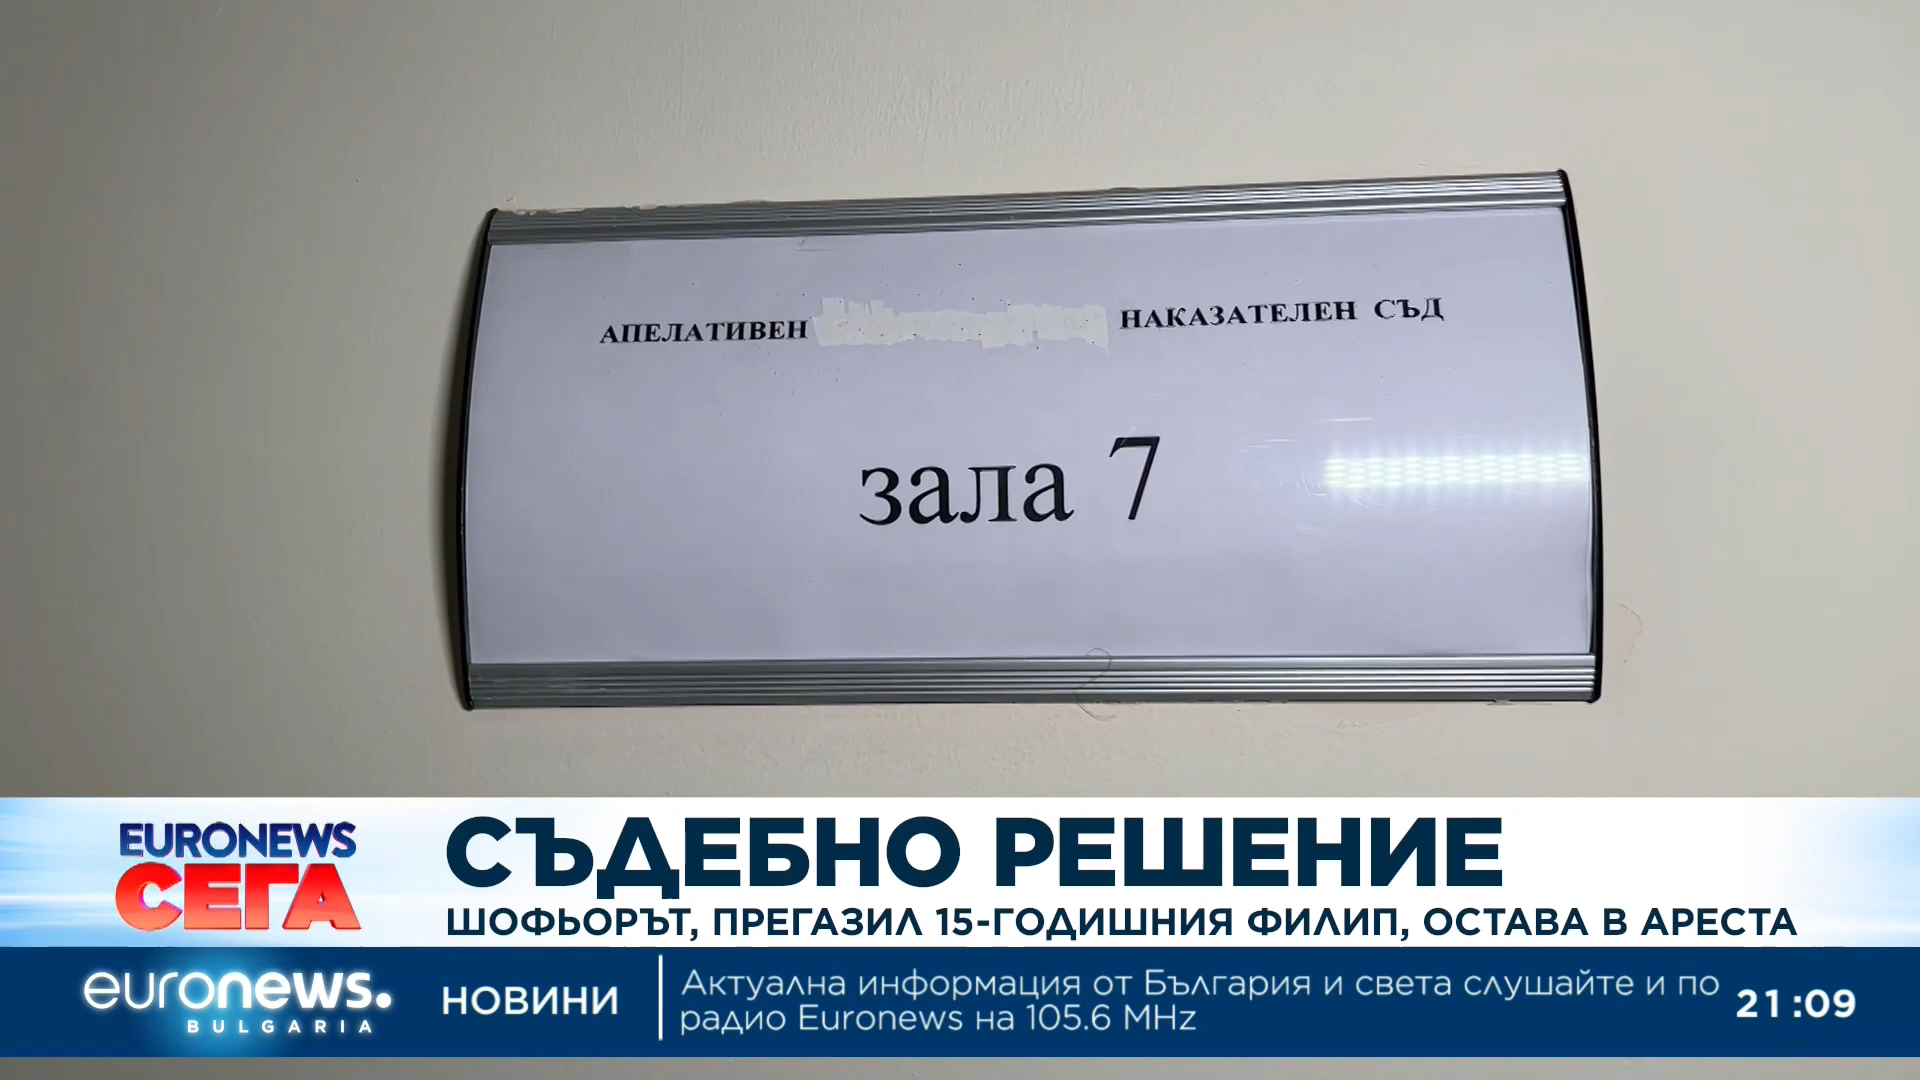 АПЕЛАТИВЕН НАКАЗАТЕЛЕН СЪД
зала 7
EURONEWS
СЕГА
СЪДЕБНО РЕШЕНИЕ
ШОФЬОРЪТ, ПРЕГАЗИЛ 15-ГОДИШНИЯ ФИЛИП, ОСТАВА В АРЕСТА
euronews.
BULGARIA
НОВИНИ
Актуална информация от България и света слушайте и по
радио Euronews на 105.6 MHz
21:09